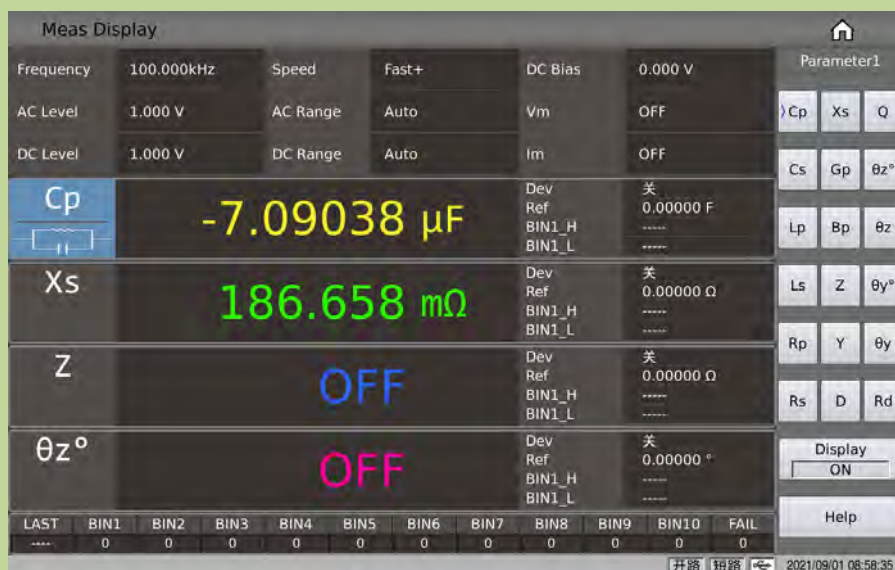 Meas Display
Parameter1
Frequency 100.000kHz Speed Fast+ DC Bias 0.000 V
AC Level 1.000 V AC Range Auto Vm OFF
DC Level 1.000 V DC Range Auto Im OFF
Cp
-7.09038 µF
Dev 关
Ref 0.00000 F
BIN1_H -----
BIN1_L -----
Xs
186.658 mΩ
Dev 关
Ref 0.00000 Ω
BIN1_H -----
BIN1_L -----
Z
OFF
Dev 关
Ref 0.00000 Ω
BIN1_H -----
BIN1_L -----
θz°
OFF
Dev 关
Ref 0.00000 °
BIN1_H -----
BIN1_L -----
LAST BIN1 BIN2 BIN3 BIN4 BIN5 BIN6 BIN7 BIN8 BIN9 BIN10 FAIL
---- 0 0 0 0 0 0 0 0 0 0 0
Cp Xs Q
Cs Gp θz°
Lp Bp θz
Ls Z θy°
Rp Y θy
Rs D Rd
Display
ON
Help
开路 短路 2021/09/01 08:58:35